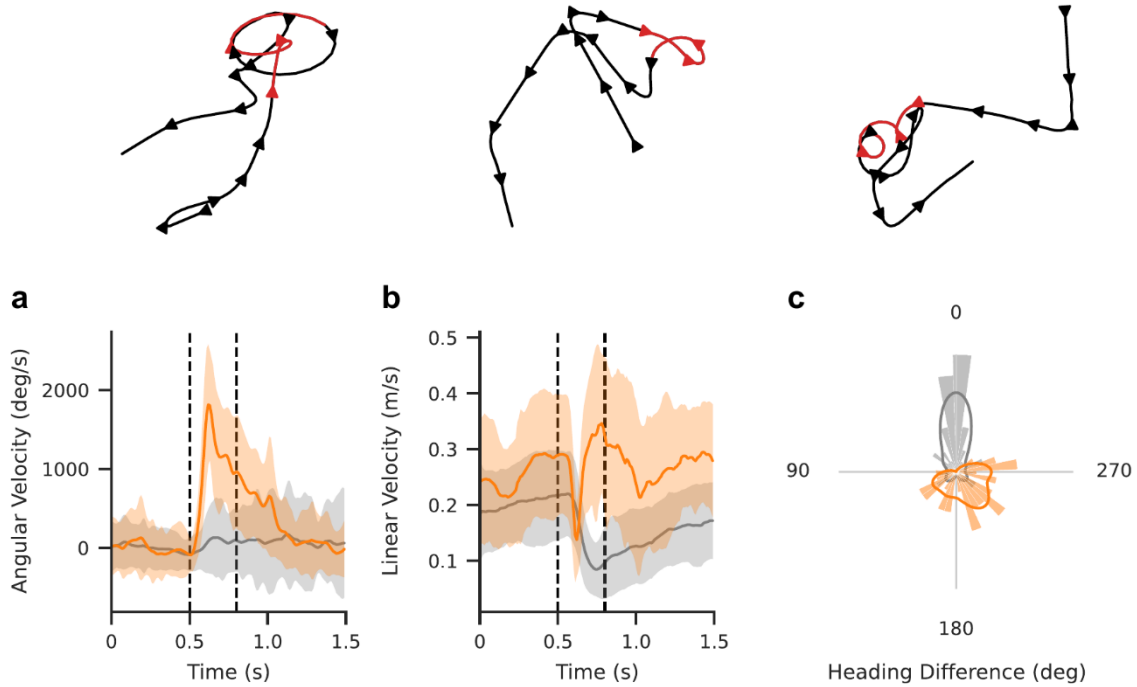 a
b
c
Angular Velocity (deg/s)
2000
1000
0
0
0.5
1.0
1.5
Time (s)
Linear Velocity (m/s)
0.5
0.4
0.3
0.2
0.1
0
0.5
1.0
1.5
Time (s)
0
90
270
180
Heading Difference (deg)